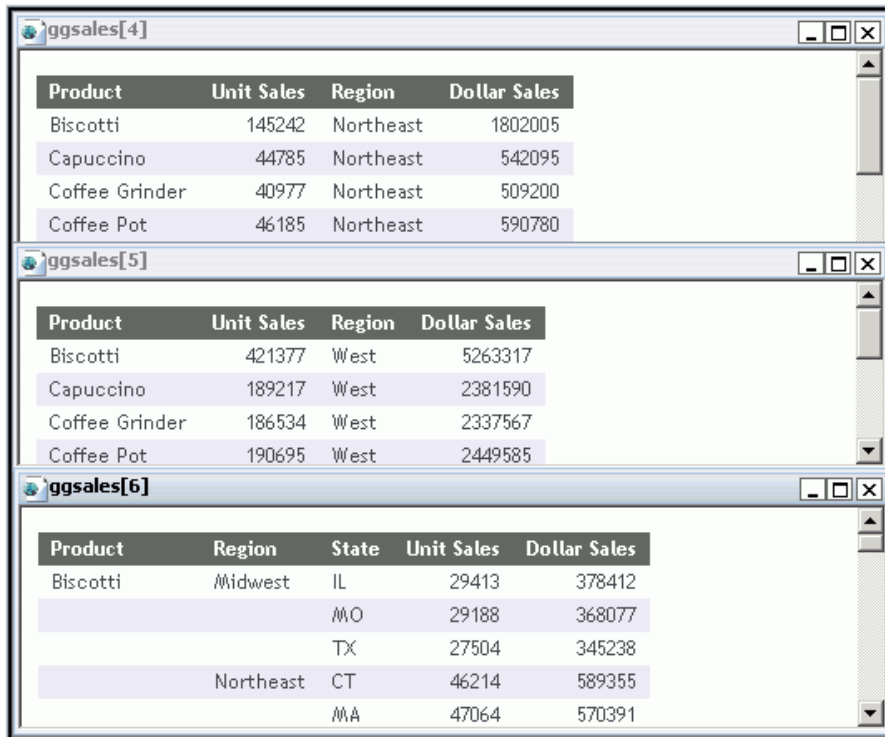 ggsales[4]
Product Unit Sales Region Dollar Sales
Biscotti 145242 Northeast 1802005
Capuccino 44785 Northeast 542095
Coffee Grinder 40977 Northeast 509200
Coffee Pot 46185 Northeast 590780
ggsales[5]
Product Unit Sales Region Dollar Sales
Biscotti 421377 West 5263317
Capuccino 189217 West 2381590
Coffee Grinder 186534 West 2337567
Coffee Pot 190695 West 2449585
ggsales[6]
Product Region State Unit Sales Dollar Sales
Biscotti Midwest IL 29413 378412
MO 29188 368077
TX 27504 345238
Northeast CT 46214 589355
MA 47064 570391